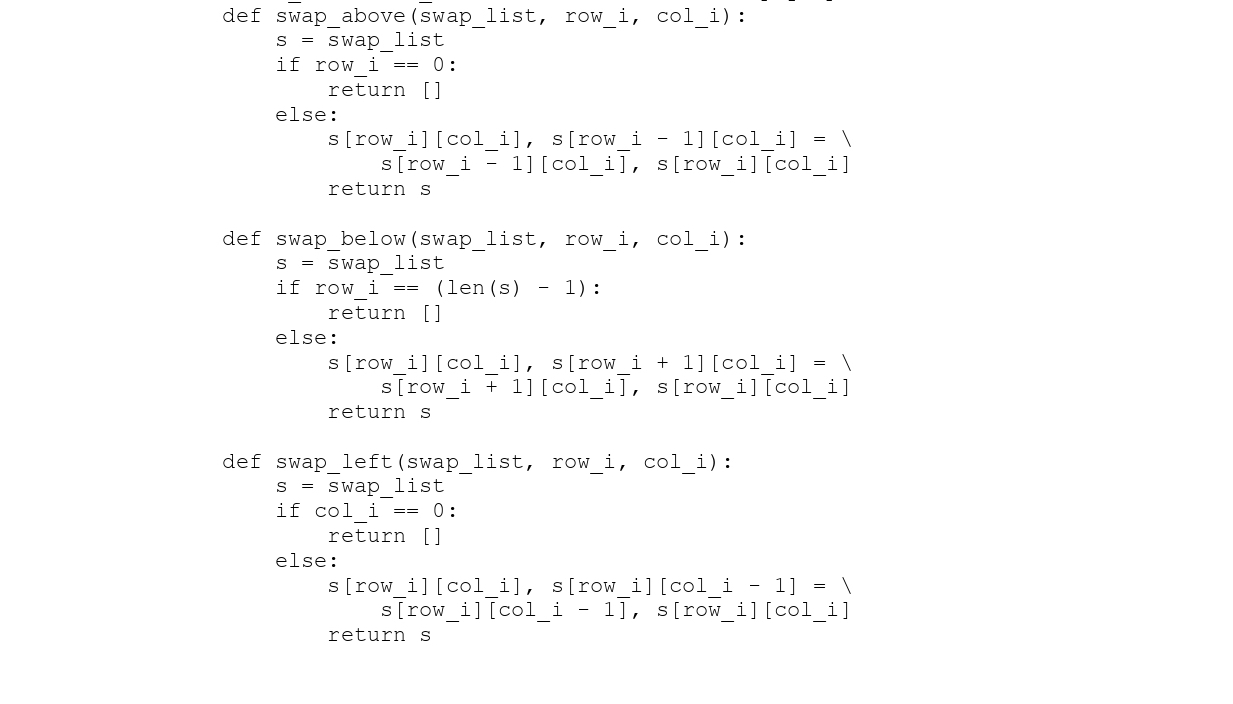 def swap_above(swap_list, row_i, col_i):
    s = swap_list
    if row_i == 0:
        return []
    else:
        s[row_i][col_i], s[row_i - 1][col_i] = \
            s[row_i - 1][col_i], s[row_i][col_i]
        return s

def swap_below(swap_list, row_i, col_i):
    s = swap_list
    if row_i == (len(s) - 1):
        return []
    else:
        s[row_i][col_i], s[row_i + 1][col_i] = \
            s[row_i + 1][col_i], s[row_i][col_i]
        return s

def swap_left(swap_list, row_i, col_i):
    s = swap_list
    if col_i == 0:
        return []
    else:
        s[row_i][col_i], s[row_i][col_i - 1] = \
            s[row_i][col_i - 1], s[row_i][col_i]
        return s